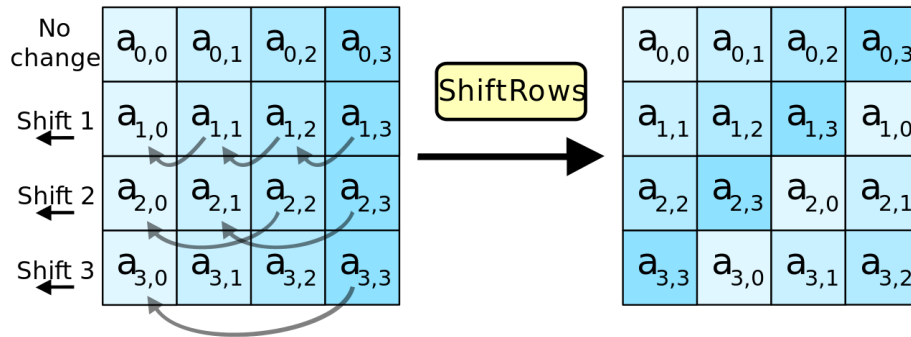 No
change
a0,0 a0,1 a0,2 a0,3
Shift 1
a1,0 a1,1 a1,2 a1,3
Shift 2
a2,0 a2,1 a2,2 a2,3
Shift 3
a3,0 a3,1 a3,2 a3,3
ShiftRows
a0,0 a0,1 a0,2 a0,3
a1,1 a1,2 a1,3 a1,0
a2,2 a2,3 a2,0 a2,1
a3,3 a3,0 a3,1 a3,2